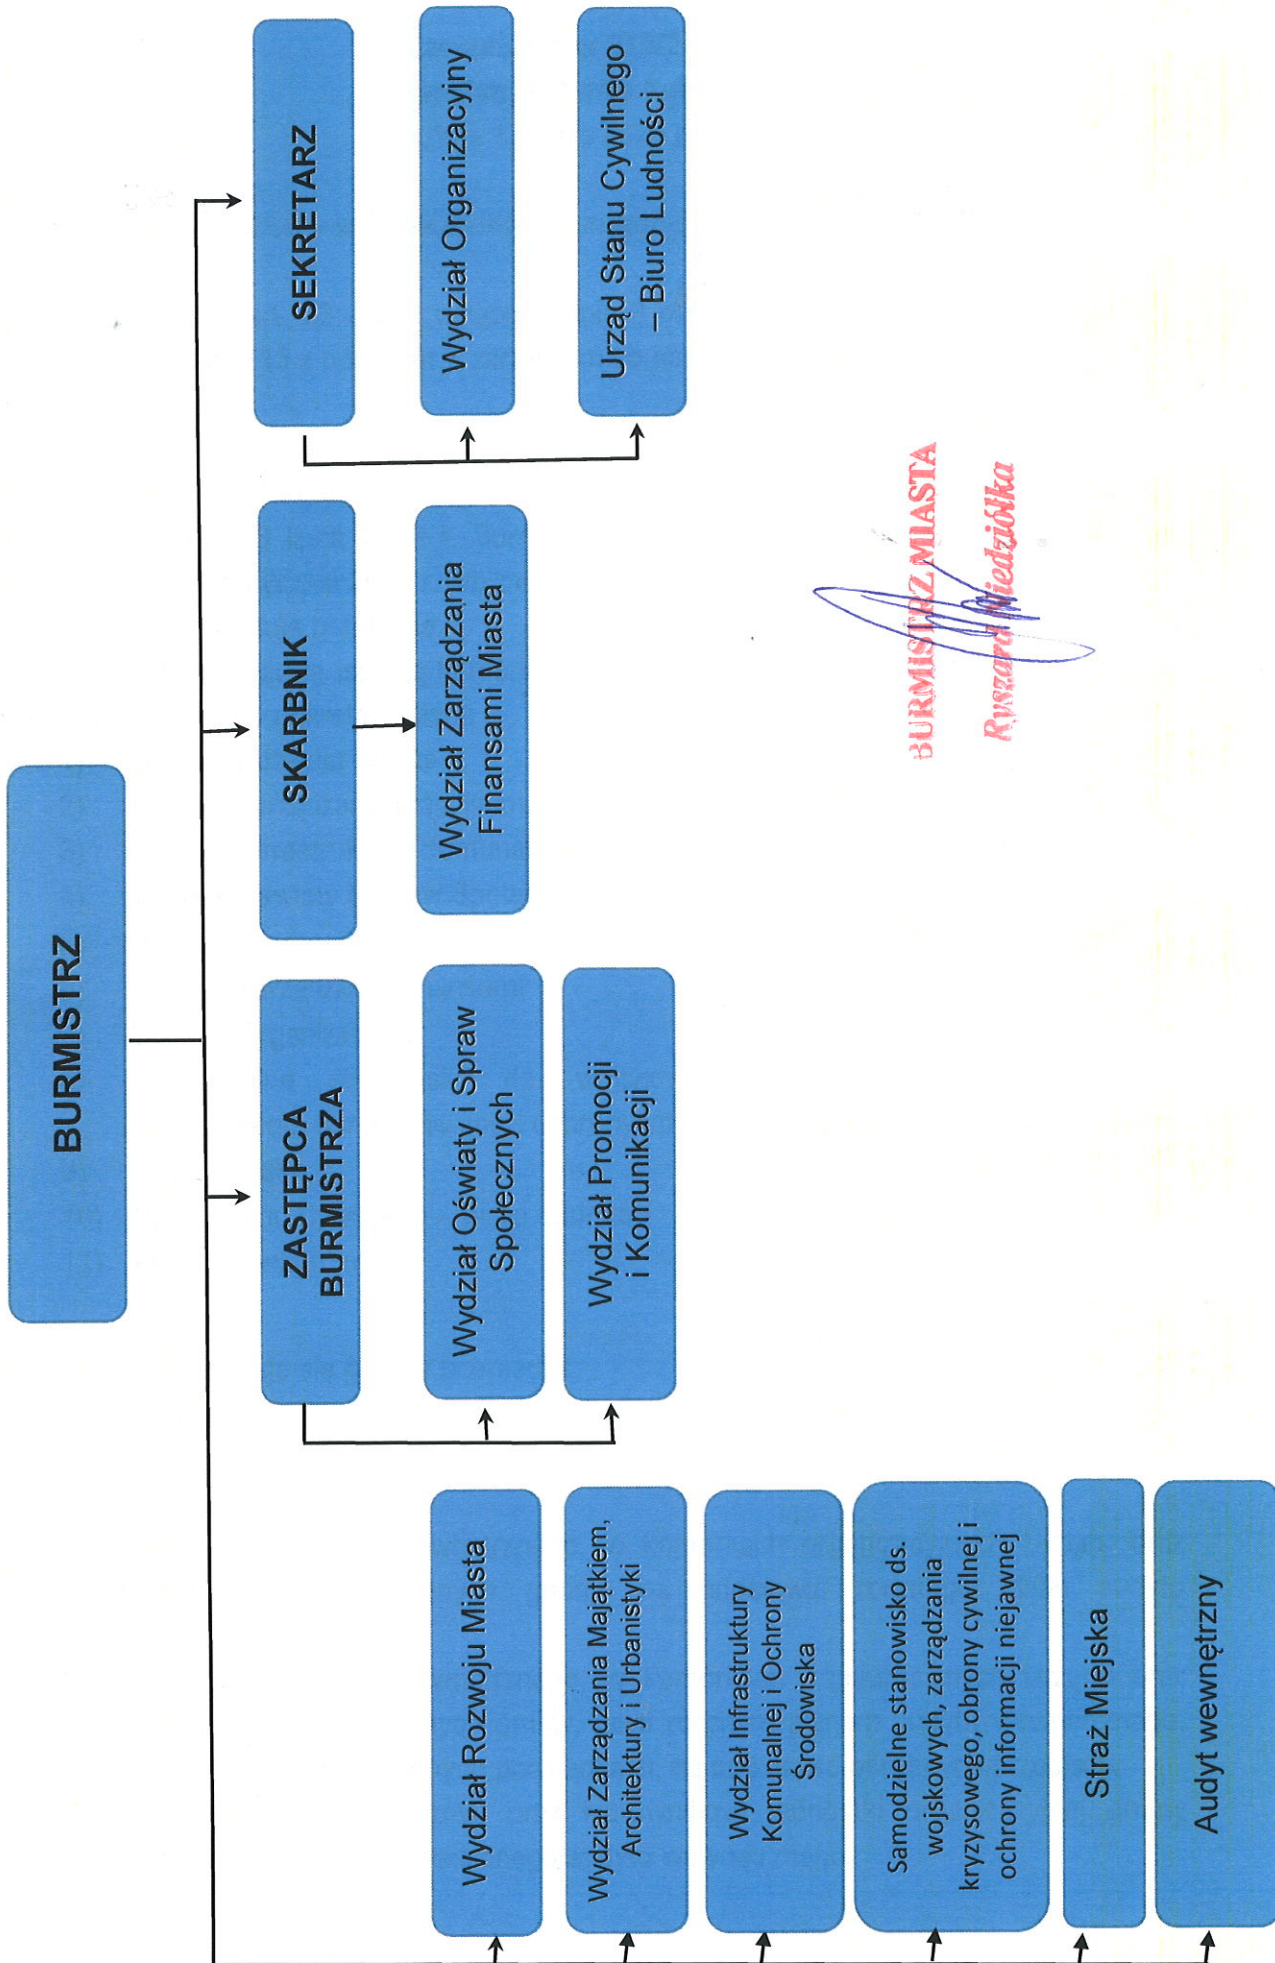 BURMISTRZ
ZASTĘPCA
BURMISTRZA
SKARBNIK
SEKRETARZ
Wydział Rozwoju Miasta
Wydział Zarządzania Majątkiem,
Architektury i Urbanistyki
Wydział Infrastruktury
Komunalnej i Ochrony
Środowiska
Samodzielne stanowisko ds.
wojskowych, zarządzania
kryzysowego, obrony cywilnej i
ochrony informacji niejawnej
Straż Miejska
Audyt wewnętrzny
Wydział Oświaty i Spraw
Społecznych
Wydział Promocji
i Komunikacji
Wydział Zarządzania
Finansami Miasta
Wydział Organizacyjny
Urząd Stanu Cywilnego
– Biuro Ludności
BURMISTRZ MIASTA
Ryszard Niedziółka